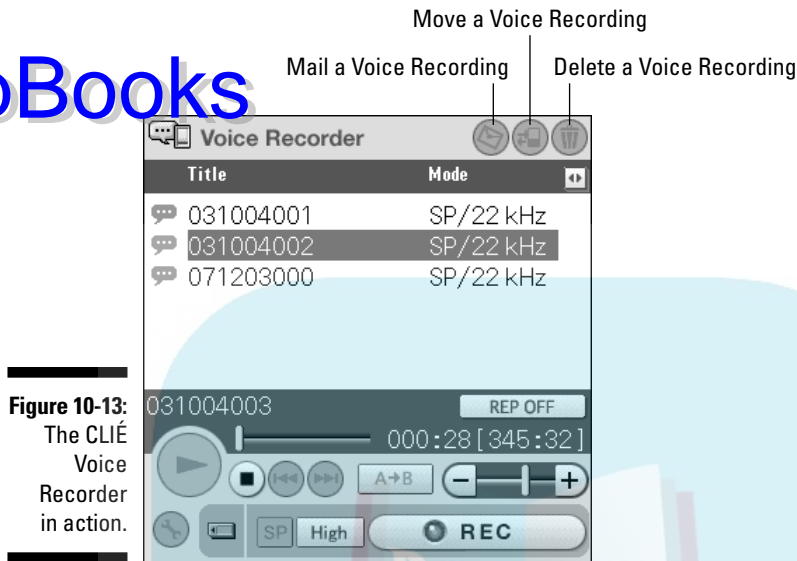 Move a Voice Recording
Mail a Voice Recording
Delete a Voice Recording
oBooks
Voice Recorder
Title Mode
031004001 SP/22 kHz
031004002 SP/22 kHz
071203000 SP/22 kHz
031004003 REP OFF
000:28[345:32]
A→B
SP High REC
Figure 10-13:
The CLIÉ
Voice
Recorder
in action.